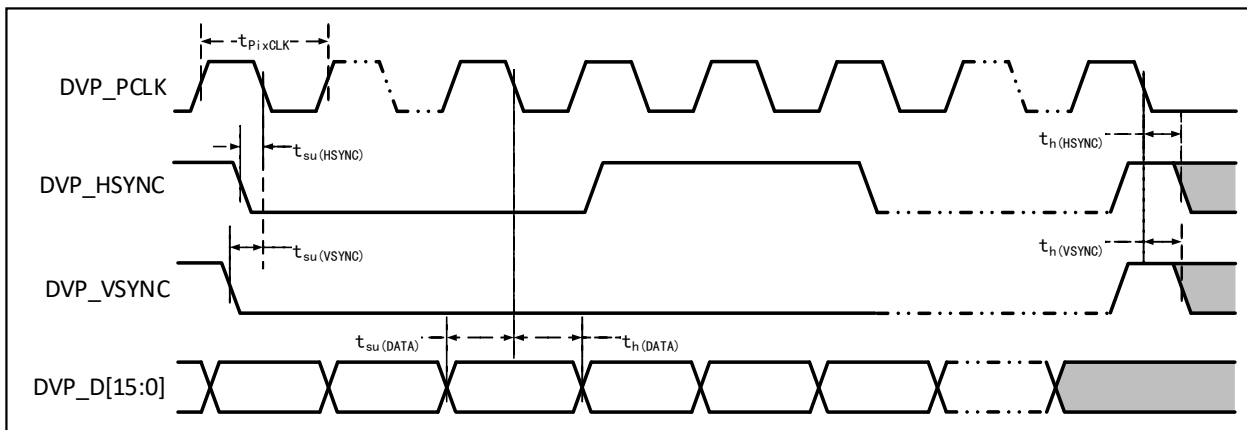 tPixCLK
DVP_PCLK
tsu(HSYNC)
th(HSYNC)
DVP_HSYNC
tsu(VSYNC)
th(VSYNC)
DVP_VSYNC
tsu(DATA)
th(DATA)
DVP_D[15:0]